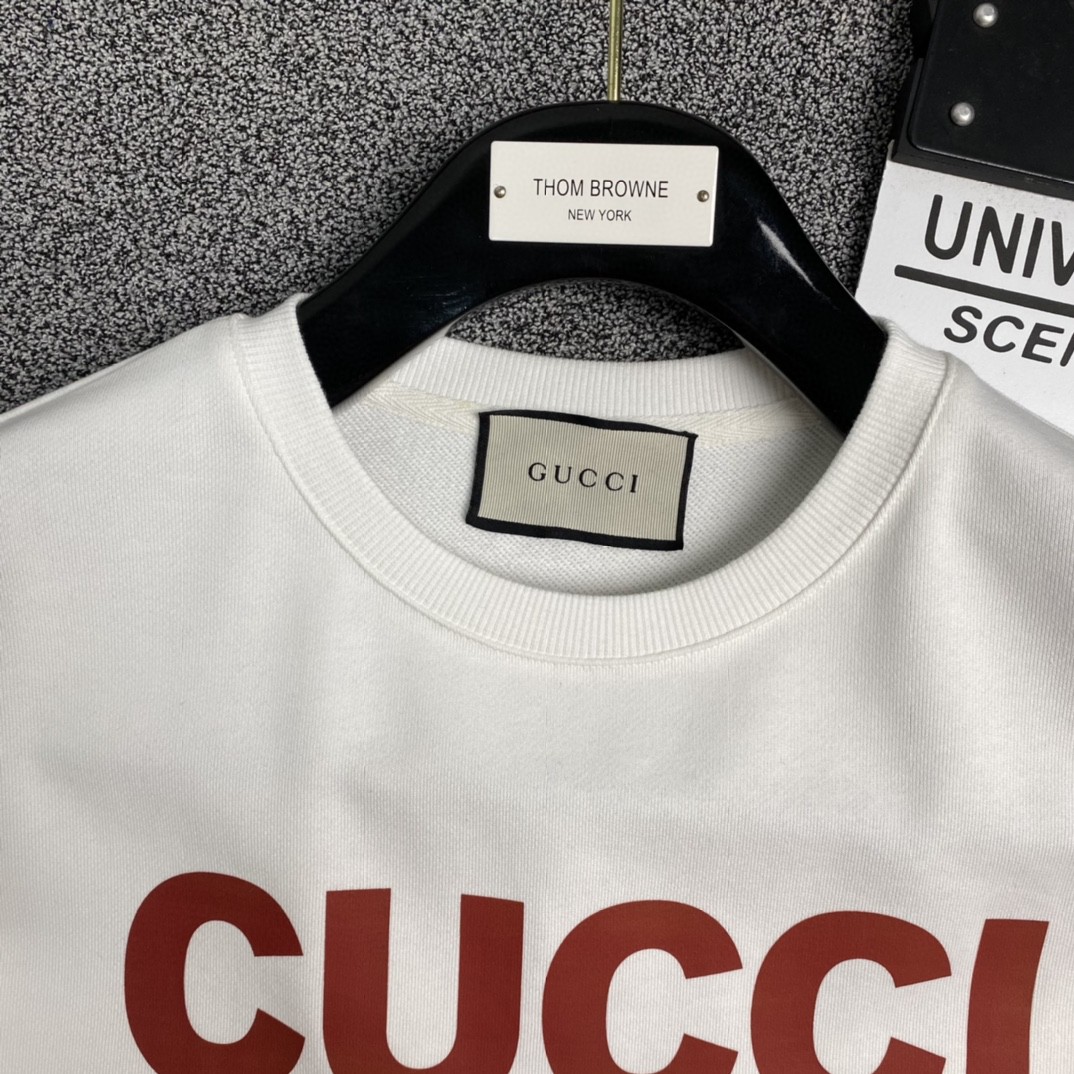 THOM BROWNE
NEW YORK
UNIV
SCE
GUCCI
CUCCI